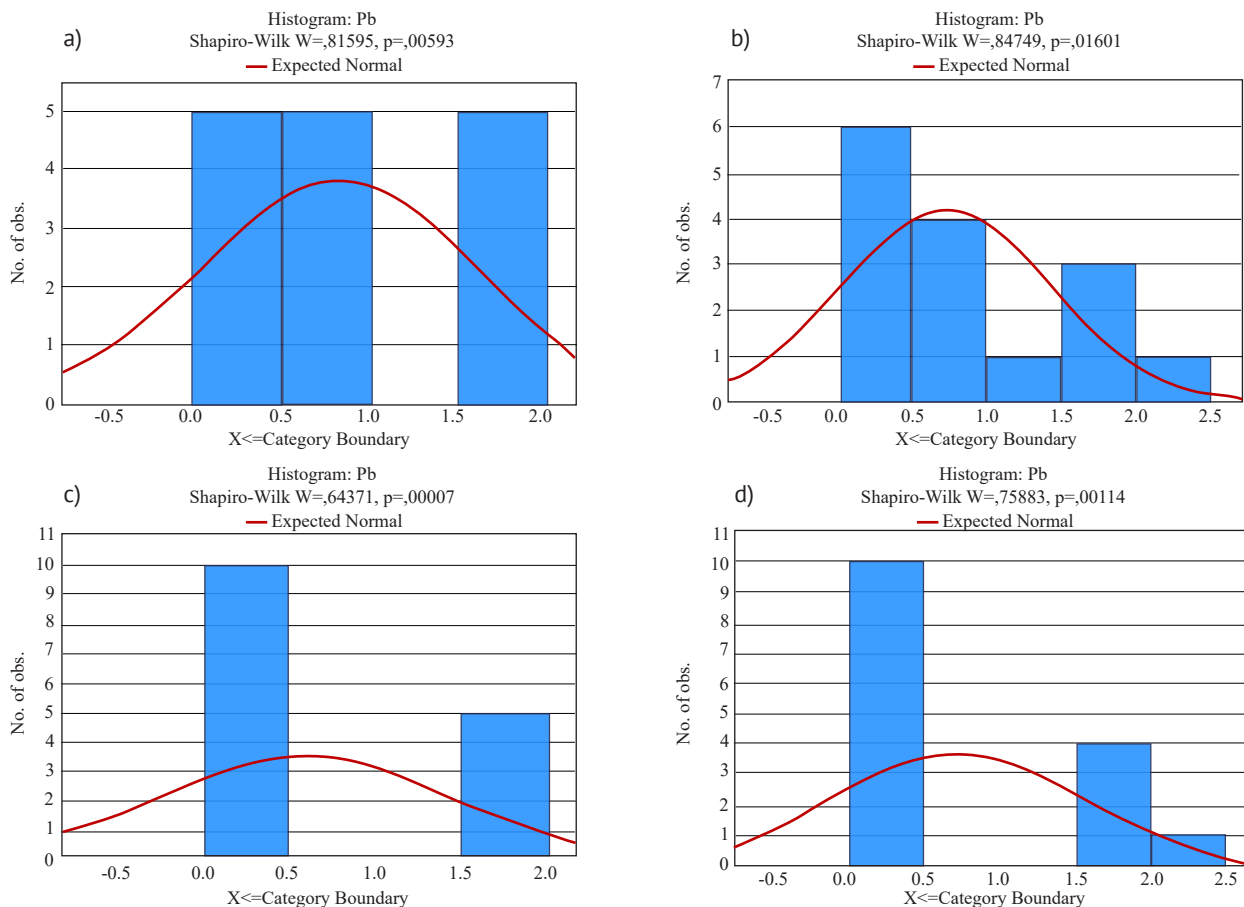 a)
Histogram: Pb
Shapiro-Wilk W=,81595, p=,00593
Expected Normal
5
4
3
2
1
0
No. of obs.
-0.5 0.0 0.5 1.0 1.5 2.0
X<=Category Boundary
b)
Histogram: Pb
Shapiro-Wilk W=,84749, p=,01601
Expected Normal
7
6
5
4
3
2
1
0
No. of obs.
-0.5 0.0 0.5 1.0 1.5 2.0 2.5
X<=Category Boundary
c)
Histogram: Pb
Shapiro-Wilk W=,64371, p=,00007
Expected Normal
11
10
9
8
7
6
5
4
3
2
1
0
No. of obs.
-0.5 0.0 0.5 1.0 1.5 2.0
X<=Category Boundary
d)
Histogram: Pb
Shapiro-Wilk W=,75883, p=,00114
Expected Normal
11
10
9
8
7
6
5
4
3
2
1
0
No. of obs.
-0.5 0.0 0.5 1.0 1.5 2.0 2.5
X<=Category Boundary